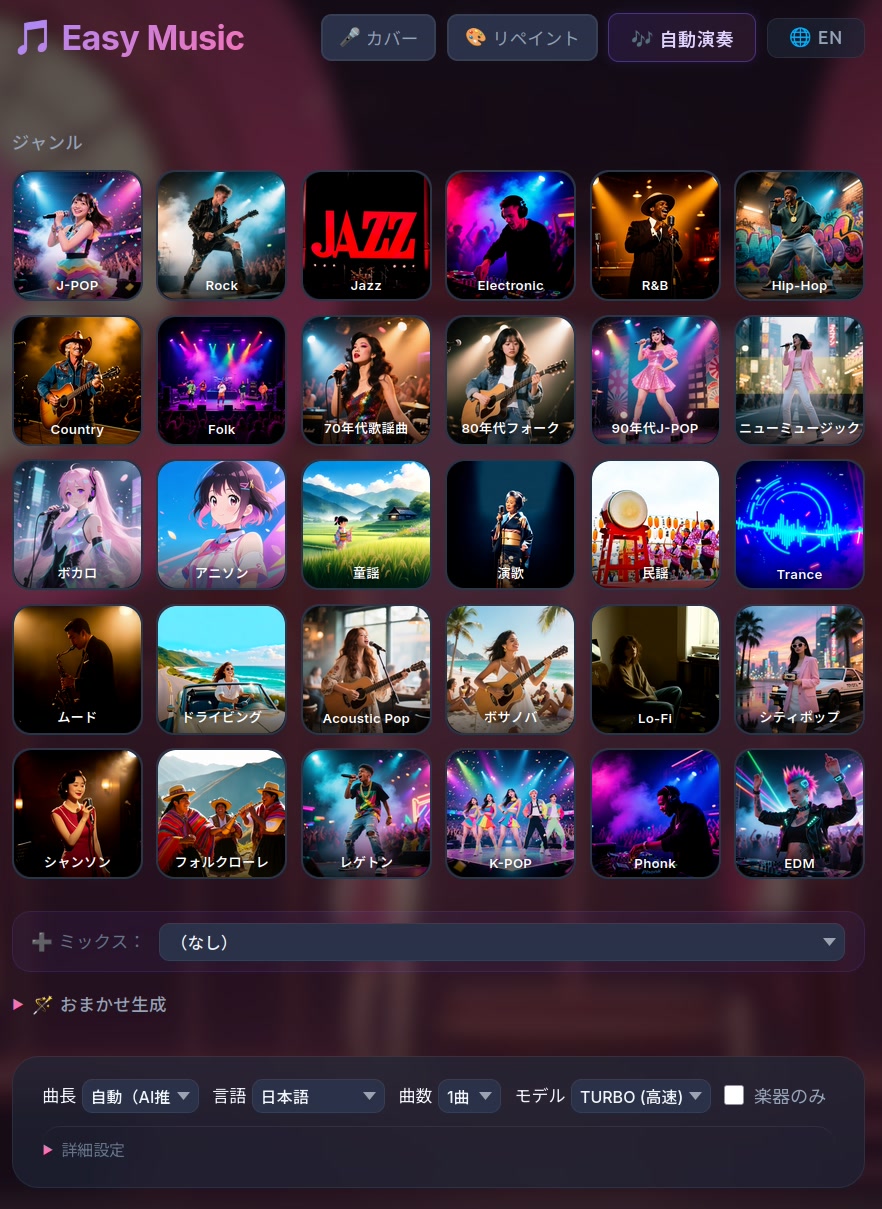 Easy Music
カバー
リペイント
自動演奏
EN
ジャンル
JAZZ
J-POP
Rock
Jazz
Electronic
R&B
Hip-Hop
Country
Folk
70年代歌謡曲
80年代フォーク
90年代J-POP
ニューミュージック
ボカロ
アニソン
童謡
演歌
民謡
Trance
ムード
ドライビング
Acoustic Pop
ボサノバ
Lo-Fi
シティポップ
シャンソン
フォルクローレ
レゲトン
K-POP
Phonk
EDM
ミックス：
（なし）
おまかせ生成
曲長 自動（AI推 言語 日本語 曲数 1曲 モデル TURBO (高速) 楽器のみ
詳細設定